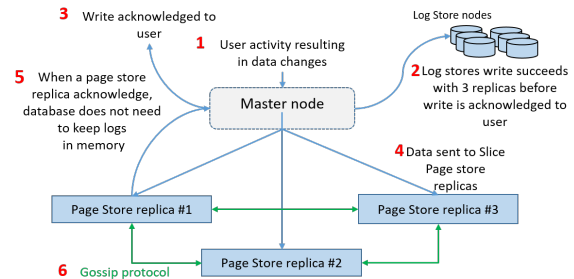 3 Write acknowledged to
user
1 User activity resulting
in data changes
Log Store nodes
5 When a page store
replica acknowledge,
database does not need
to keep logs
in memory
Master node
2 Log stores write succeeds
with 3 replicas before
write is acknowledged to
user
4 Data sent to Slice
Page store
replicas
Page Store replica #1
Page Store replica #3
Page Store replica #2
6 Gossip protocol